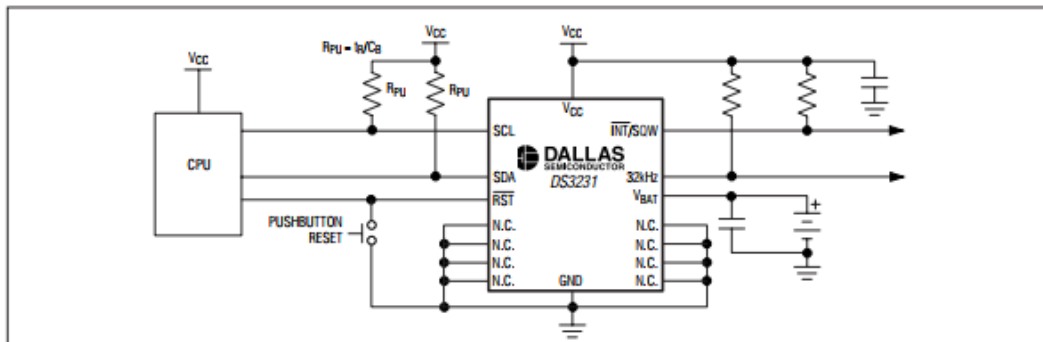 RPU = tR/CB
VCC
VCC
VCC
RPU
RPU
VCC
CPU
SCL
INT/SQW
DALLAS
SEMICONDUCTOR
DS3231
SDA
32kHz
RST
VBAT
+
PUSHBUTTON
RESET
N.C.
N.C.
N.C.
N.C.
N.C.
N.C.
N.C.
N.C.
GND